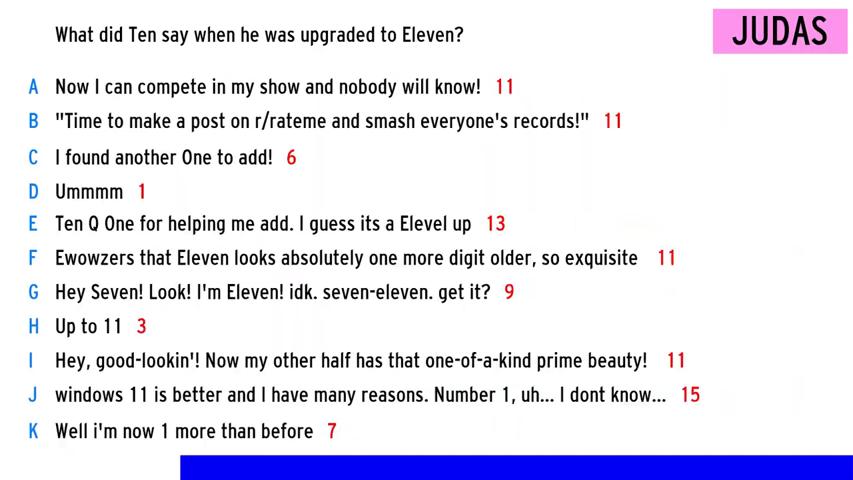 What did Ten say when he was upgraded to Eleven?
JUDAS
A Now I can compete in my show and nobody will know! 11
B "Time to make a post on r/rateme and smash everyone's records!" 11
C I found another One to add! 6
D Ummmm 1
E Ten Q One for helping me add. I guess its a Elevel up 13
F Ewowzers that Eleven looks absolutely one more digit older, so exquisite 11
G Hey Seven! Look! I'm Eleven! idk. seven-eleven. get it? 9
H Up to 11 3
I Hey, good-lookin'! Now my other half has that one-of-a-kind prime beauty! 11
J windows 11 is better and I have many reasons. Number 1, uh... I dont know... 15
K Well i'm now 1 more than before 7